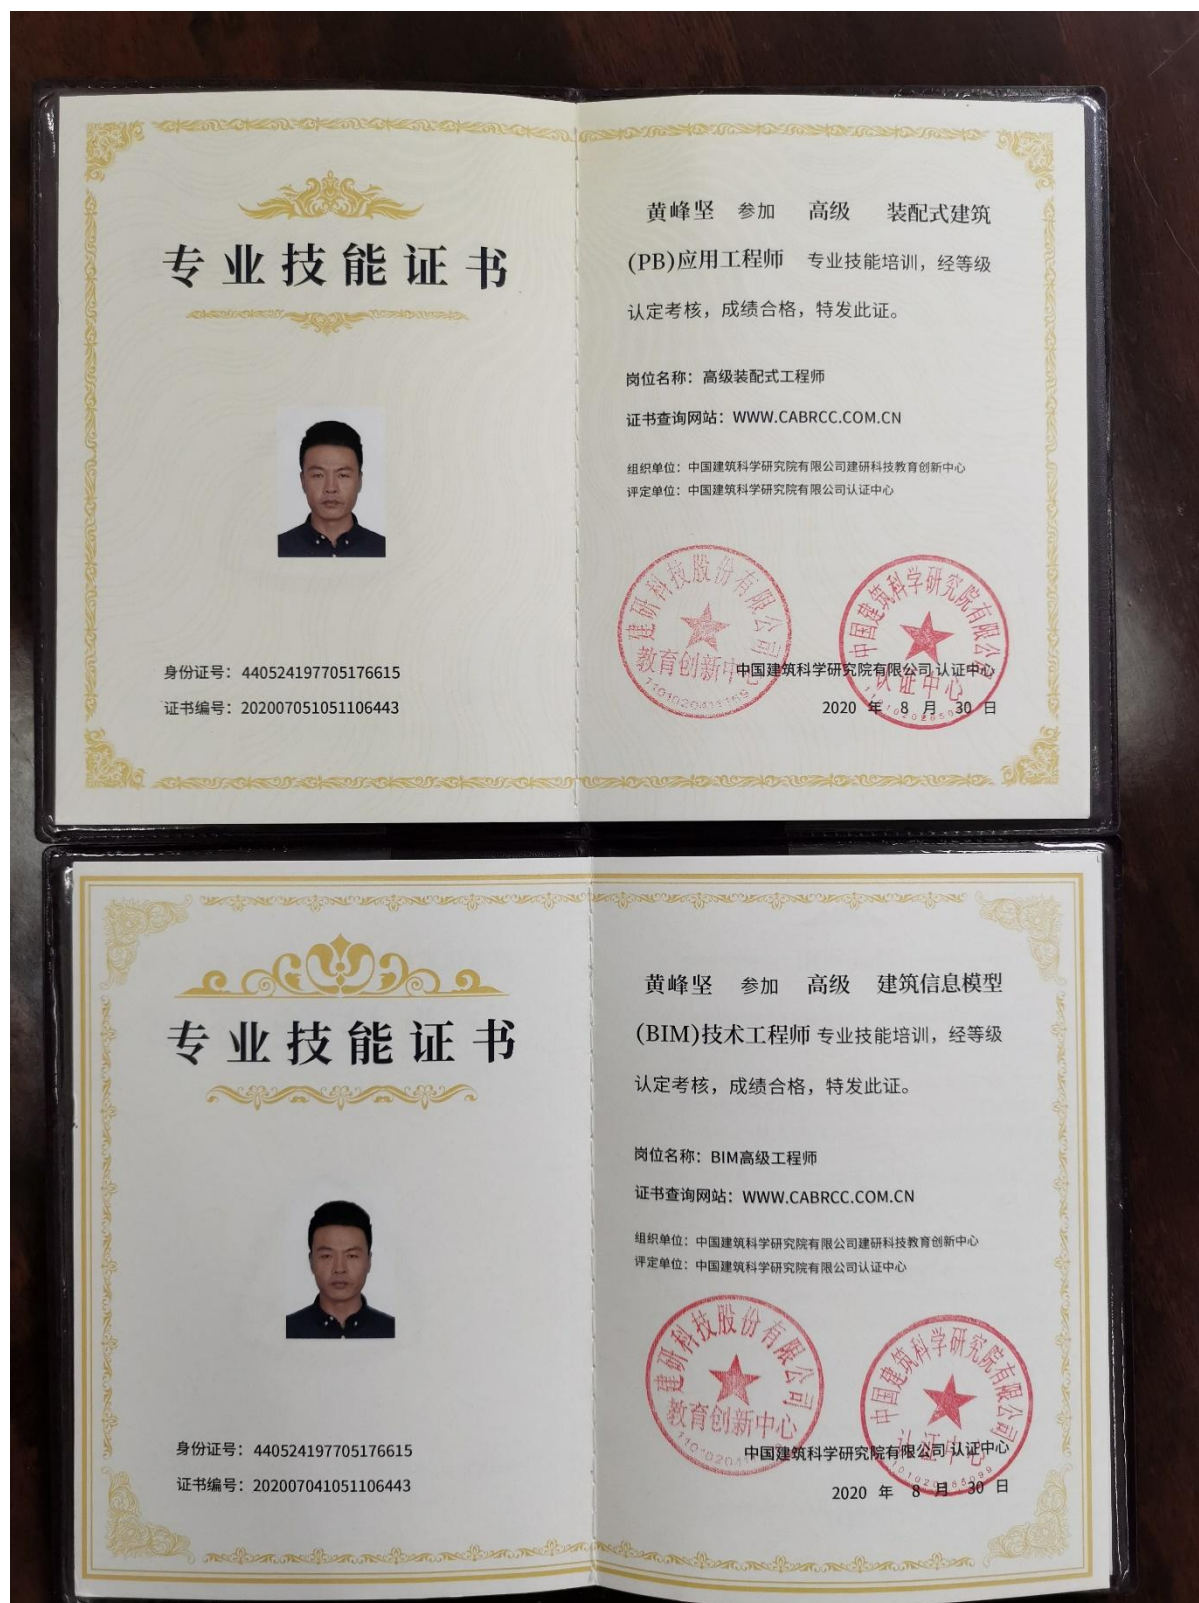 专业技能证书
身份证号：440524197705176615
证书编号：202007051051106443
黄峰坚 参加 高级 装配式建筑
(PB)应用工程师 专业技能培训，经等级
认定考核，成绩合格，特发此证。
岗位名称：高级装配式工程师
证书查询网站：WWW.CABRCC.COM.CN
组织单位：中国建筑科学研究院有限公司建研科技教育创新中心
评定单位：中国建筑科学研究院有限公司认证中心
建研科技股份有限公司
教育创新中心
中国建筑科学研究院有限公司
认证中心
中国建筑科学研究院有限公司 认证中心
2020 年 8 月 30 日
专业技能证书
身份证号：440524197705176615
证书编号：202007041051106443
黄峰坚 参加 高级 建筑信息模型
(BIM)技术工程师 专业技能培训，经等级
认定考核，成绩合格，特发此证。
岗位名称：BIM高级工程师
证书查询网站：WWW.CABRCC.COM.CN
组织单位：中国建筑科学研究院有限公司建研科技教育创新中心
评定单位：中国建筑科学研究院有限公司认证中心
建研科技股份有限公司
教育创新中心
中国建筑科学研究院有限公司
认证中心
中国建筑科学研究院有限公司 认证中心
2020 年 8 月 30 日